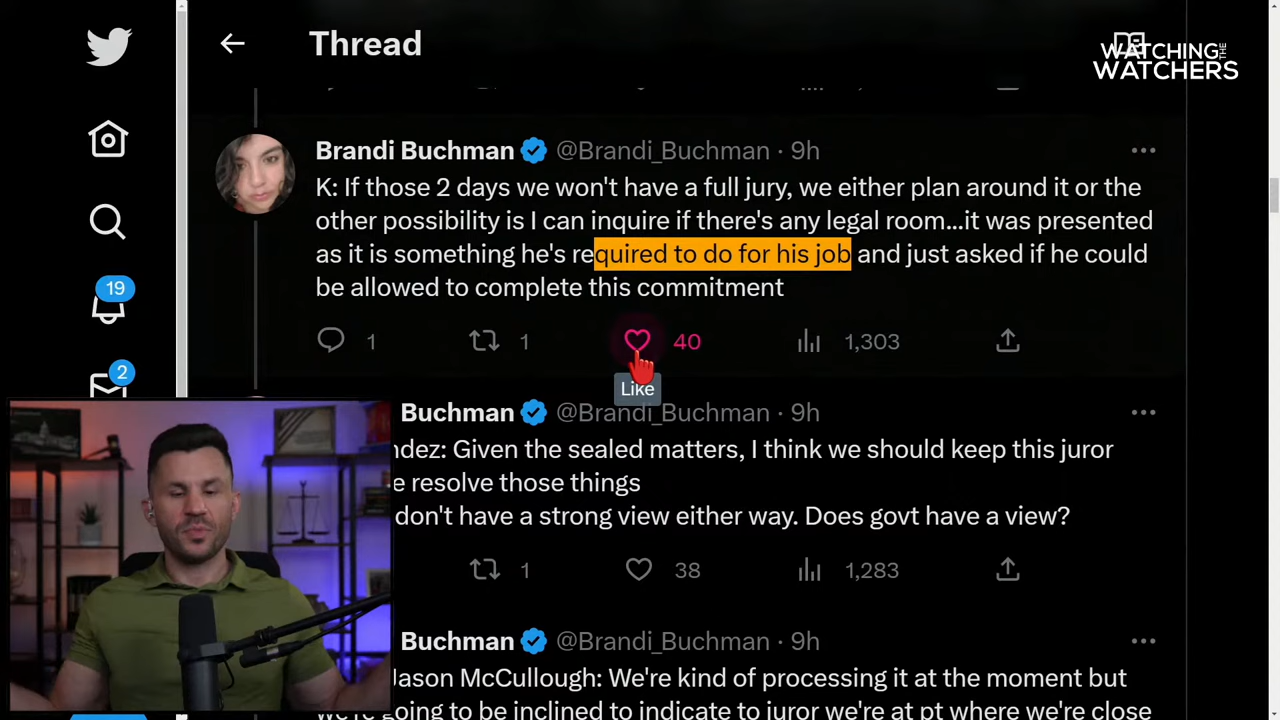 Thread
WATCHING THE
WATCHERS
Brandi Buchman @Brandi_Buchman · 9h
K: If those 2 days we won't have a full jury, we either plan around it or the
other possibility is I can inquire if there's any legal room...it was presented
as it is something he's required to do for his job and just asked if he could
be allowed to complete this commitment
1 1 40 1,303
Like
19
2
Buchman @Brandi_Buchman · 9h
ndez: Given the sealed matters, I think we should keep this juror
e resolve those things
don't have a strong view either way. Does govt have a view?
1 38 1,283
Buchman @Brandi_Buchman · 9h
Jason McCullough: We're kind of processing it at the moment but
we're going to be inclined to indicate to juror we're at pt where we're close